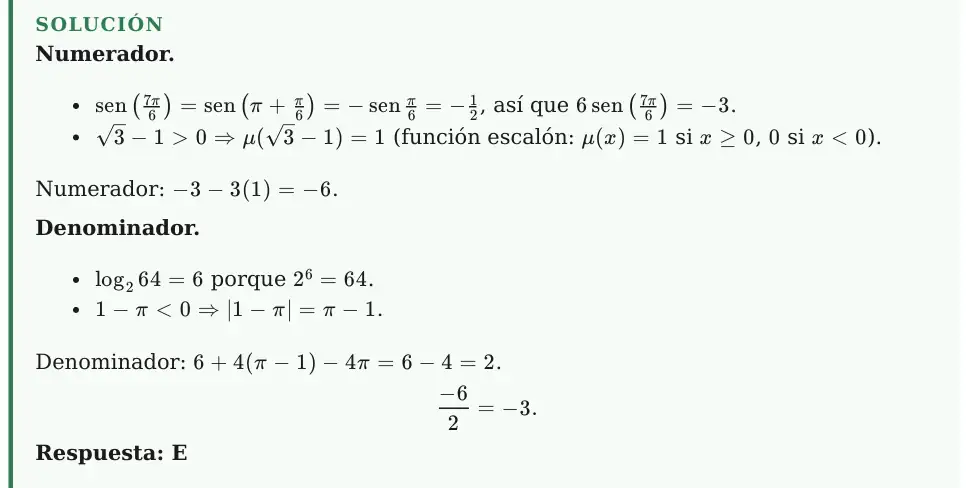 SOLUCIÓN
Numerador.
• sen (7π/6) = sen (π + π/6) = − sen π/6 = −1/2, así que 6 sen (7π/6) = −3.
• √3 − 1 > 0 ⇒ μ(√3 − 1) = 1 (función escalón: μ(x) = 1 si x ≥ 0, 0 si x < 0).
Numerador: −3 − 3(1) = −6.
Denominador.
• log₂ 64 = 6 porque 2⁶ = 64.
• 1 − π < 0 ⇒ |1 − π| = π − 1.
Denominador: 6 + 4(π − 1) − 4π = 6 − 4 = 2.
−6/2 = −3.
Respuesta: E